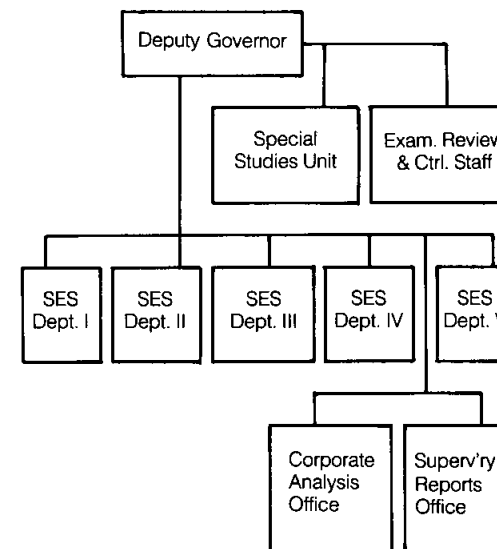 Deputy Governor
Special
Studies Unit
Exam. Review
& Ctrl. Staff
SES
Dept. I
SES
Dept. II
SES
Dept. III
SES
Dept. IV
SES
Dept. V
Corporate
Analysis
Office
Superv'ry
Reports
Office